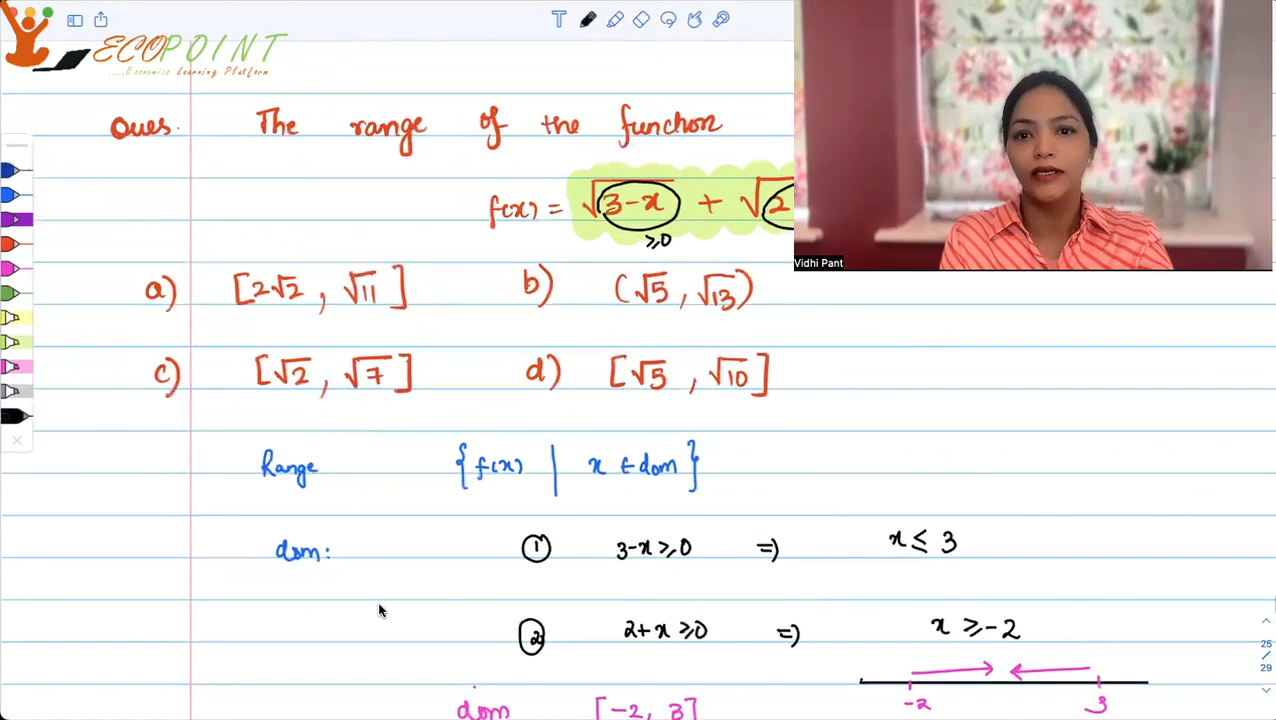 ECOPOINT
....Economics Learning Platform
Ques. The range of the function
f(x) = √3-x + √2
≥0
a) [2√2 , √11] b) (√5 , √13)
c) [√2 , √7] d) [√5 , √10]
Range {f(x) | x ∈ dom}
dom: ① 3-x ≥ 0 ⇒ x ≤ 3
② 2+x ≥ 0 ⇒ x ≥ -2
-2 3
dom [-2, 3]
Vidhi Pant
25
/
29